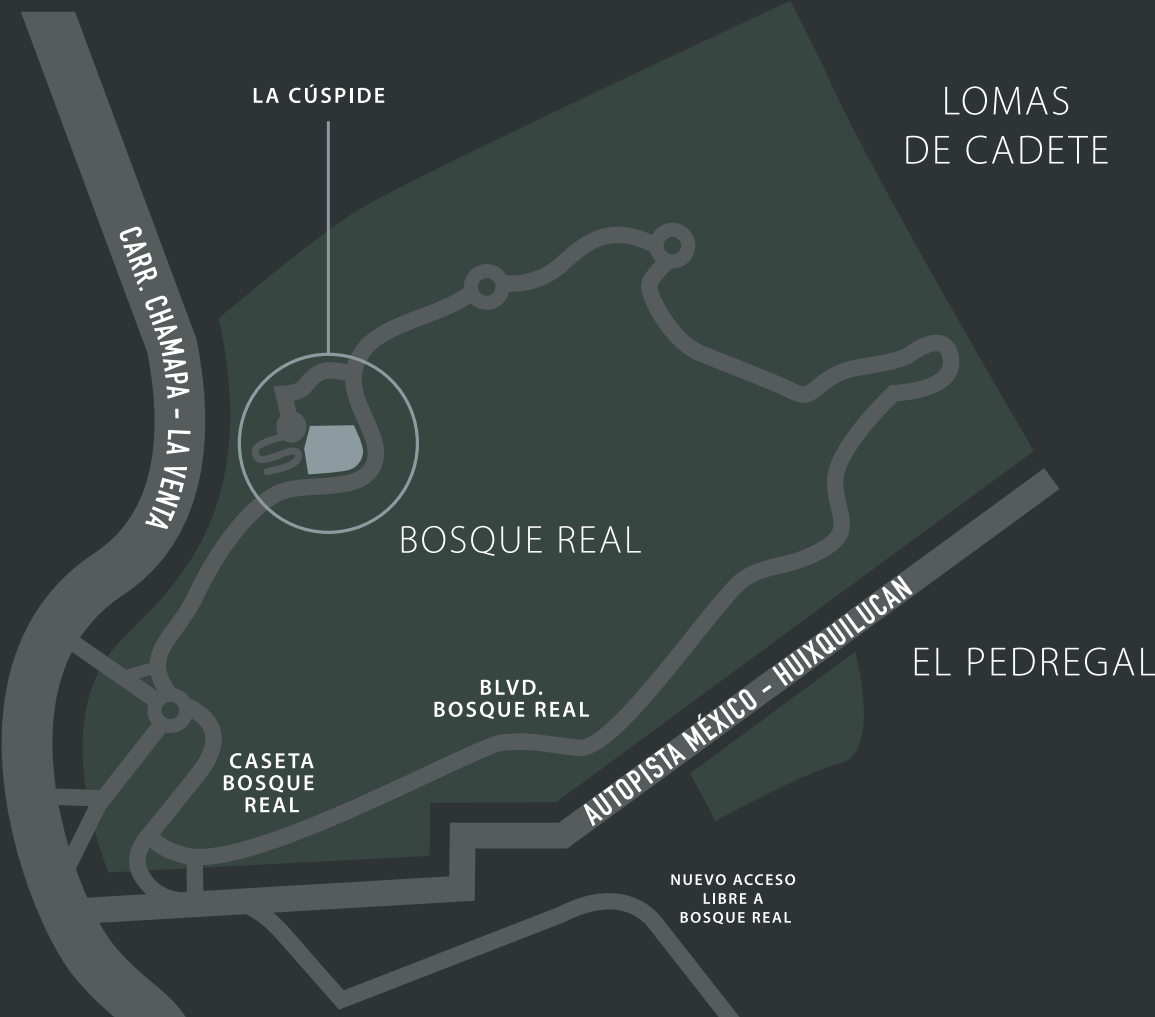 LA CÚSPIDE
LOMAS
DE CADETE
CARR. CHAMAPA - LA VENTA
BOSQUE REAL
AUTOPISTA MÉXICO - HUIXQUILUCAN
EL PEDREGAL
BLVD.
BOSQUE REAL
CASETA
BOSQUE
REAL
NUEVO ACCESO
LIBRE A
BOSQUE REAL